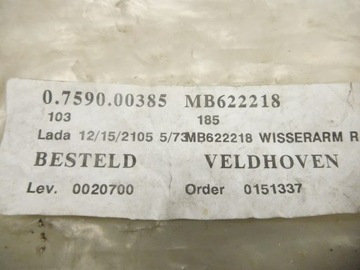 0.7590.00385 MB622218
103 185
Lada 12/15/2105 5/73MB622218 WISSERARM R
BESTELD VELDHOVEN
Lev. 0020700 Order 0151337